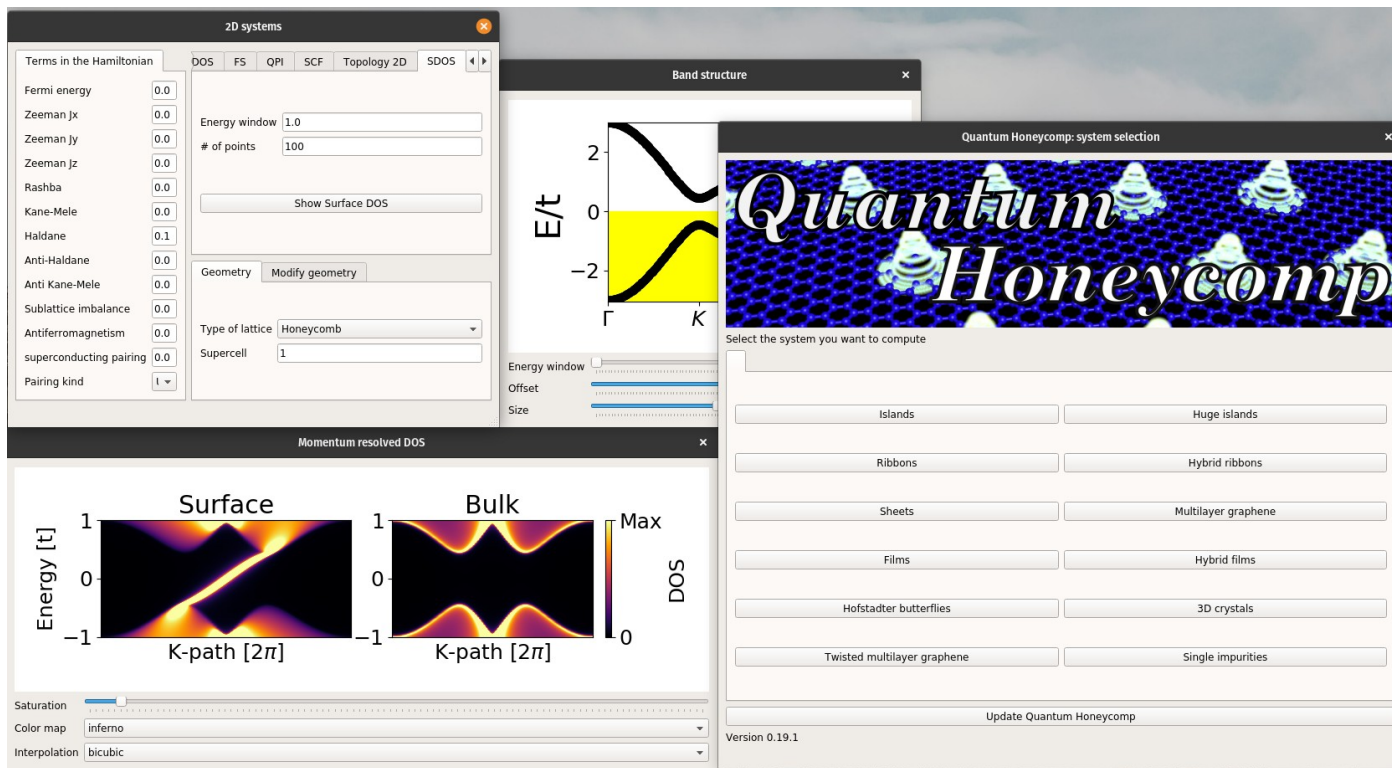 2D systems
Terms in the Hamiltonian
DOS FS QPI SCF Topology 2D SDOS
Fermi energy 0.0
Zeeman Jx 0.0
Zeeman Jy 0.0
Zeeman Jz 0.0
Rashba 0.0
Kane-Mele 0.0
Haldane 0.1
Anti-Haldane 0.0
Anti Kane-Mele 0.0
Sublattice imbalance 0.0
Antiferromagnetism 0.0
superconducting pairing 0.0
Pairing kind
Energy window 1.0
# of points 100
Show Surface DOS
Geometry Modify geometry
Type of lattice Honeycomb
Supercell 1
Band structure
E/t
2
0
−2
Γ K
Energy window
Offset
Size
Quantum Honeycomp: system selection
Quantum
Honeycomp
Select the system you want to compute
Islands Huge islands
Ribbons Hybrid ribbons
Sheets Multilayer graphene
Films Hybrid films
Hofstadter butterflies 3D crystals
Twisted multilayer graphene Single impurities
Update Quantum Honeycomp
Version 0.19.1
Momentum resolved DOS
Surface Bulk
Energy [t]
1 1 Max
0 0 DOS
−1 −1 0
K-path [2π] K-path [2π]
Saturation
Color map inferno
Interpolation bicubic